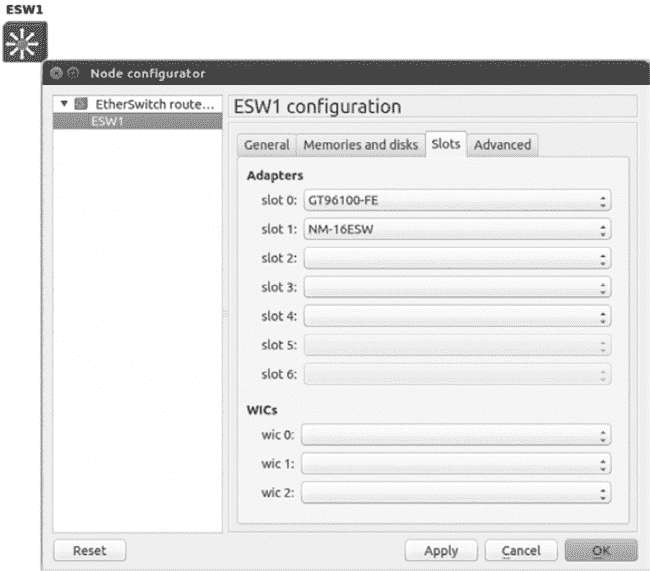 ESW1
Node configurator
EtherSwitch route...
ESW1
ESW1 configuration
General Memories and disks Slots Advanced
Adapters
slot 0: GT96100-FE
slot 1: NM-16ESW
slot 2:
slot 3:
slot 4:
slot 5:
slot 6:
WICs
wic 0:
wic 1:
wic 2:
Reset Apply Cancel OK